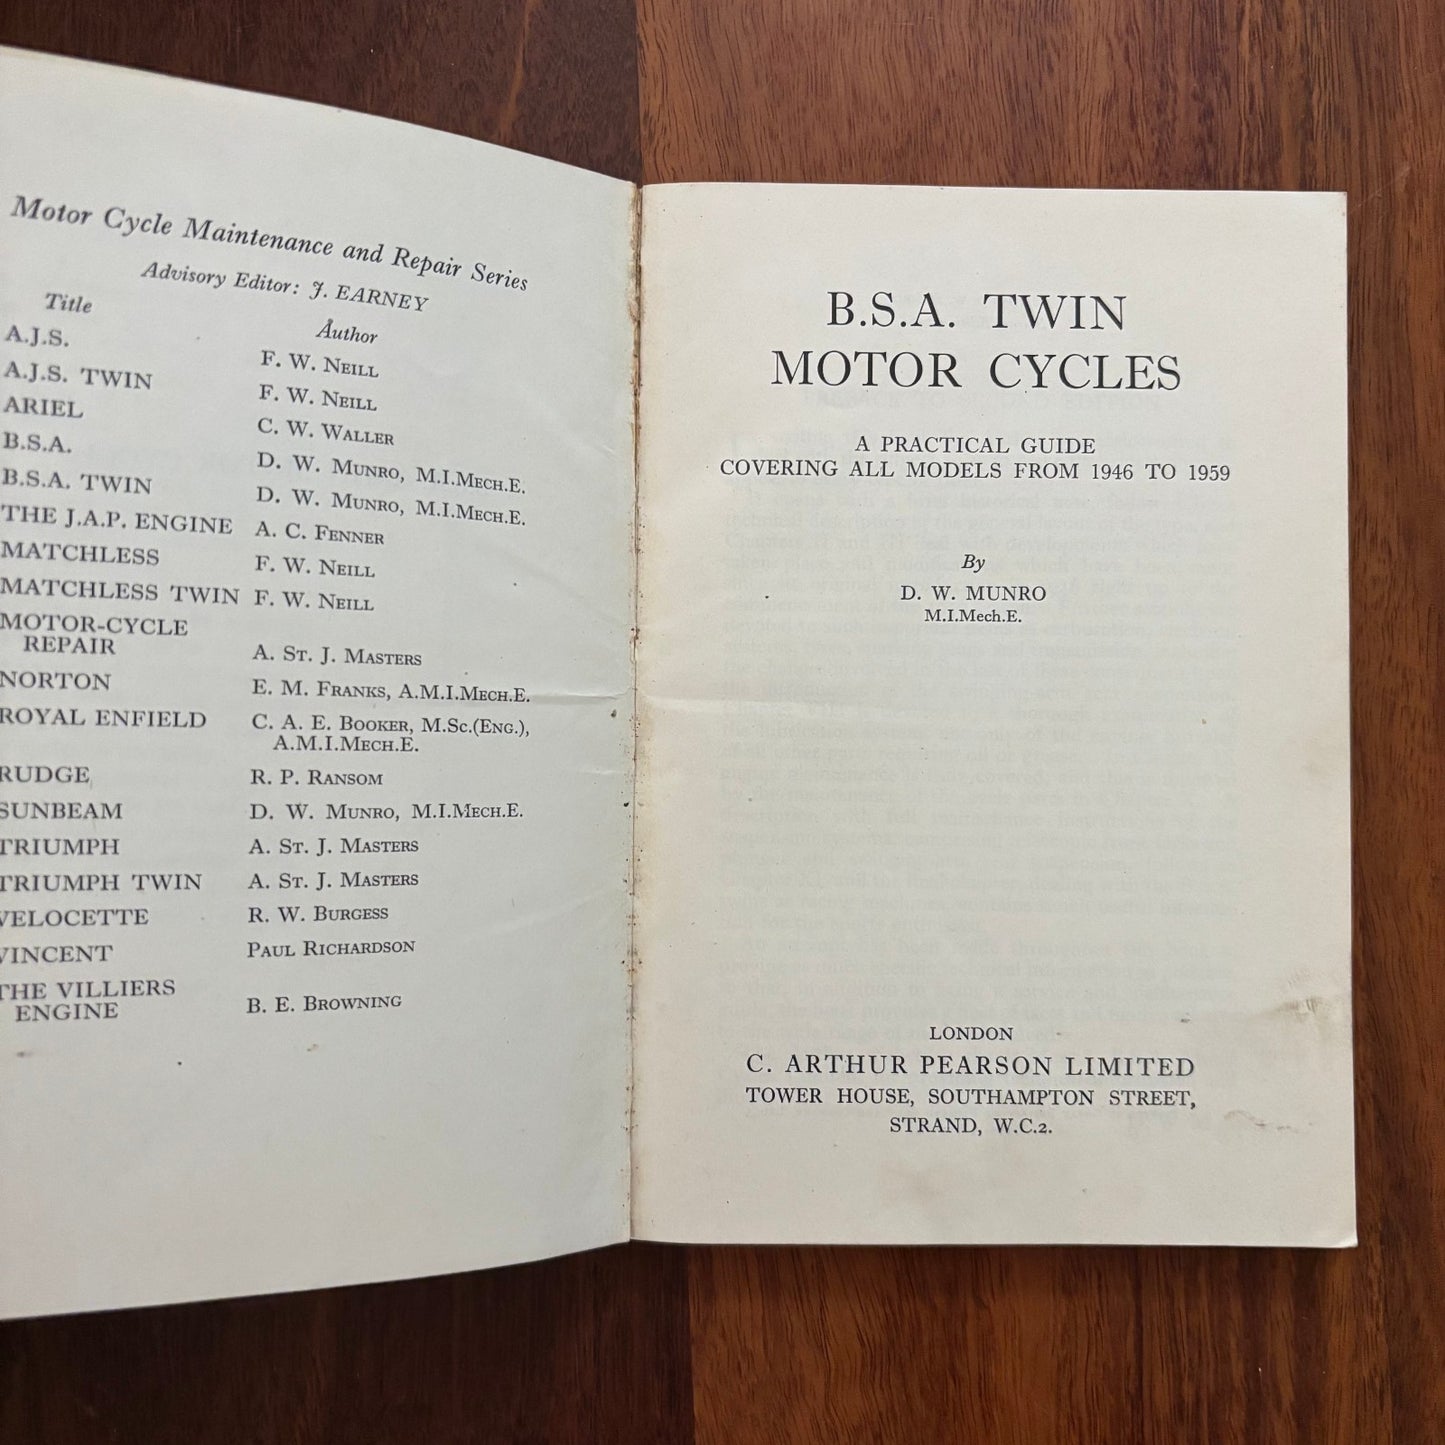 Motor Cycle Maintenance and Repair Series
Advisory Editor: J. EARNEY
Title Author
A.J.S. F. W. NEILL
A.J.S. TWIN F. W. NEILL
ARIEL C. W. WALLER
B.S.A. D. W. MUNRO, M.I.MECH.E.
B.S.A. TWIN D. W. MUNRO, M.I.MECH.E.
THE J.A.P. ENGINE A. C. FENNER
MATCHLESS F. W. NEILL
MATCHLESS TWIN F. W. NEILL
MOTOR-CYCLE
REPAIR A. ST. J. MASTERS
NORTON E. M. FRANKS, A.M.I.MECH.E.
ROYAL ENFIELD C. A. E. BOOKER, M.SC.(ENG.),
A.M.I.MECH.E.
RUDGE R. P. RANSOM
SUNBEAM D. W. MUNRO, M.I.MECH.E.
TRIUMPH A. ST. J. MASTERS
TRIUMPH TWIN A. ST. J. MASTERS
VELOCETTE R. W. BURGESS
VINCENT PAUL RICHARDSON
THE VILLIERS
ENGINE B. E. BROWNING
B.S.A. TWIN
MOTOR CYCLES
A PRACTICAL GUIDE
COVERING ALL MODELS FROM 1946 TO 1959
By
D. W. MUNRO
M.I.Mech.E.
LONDON
C. ARTHUR PEARSON LIMITED
TOWER HOUSE, SOUTHAMPTON STREET,
STRAND, W.C.2.